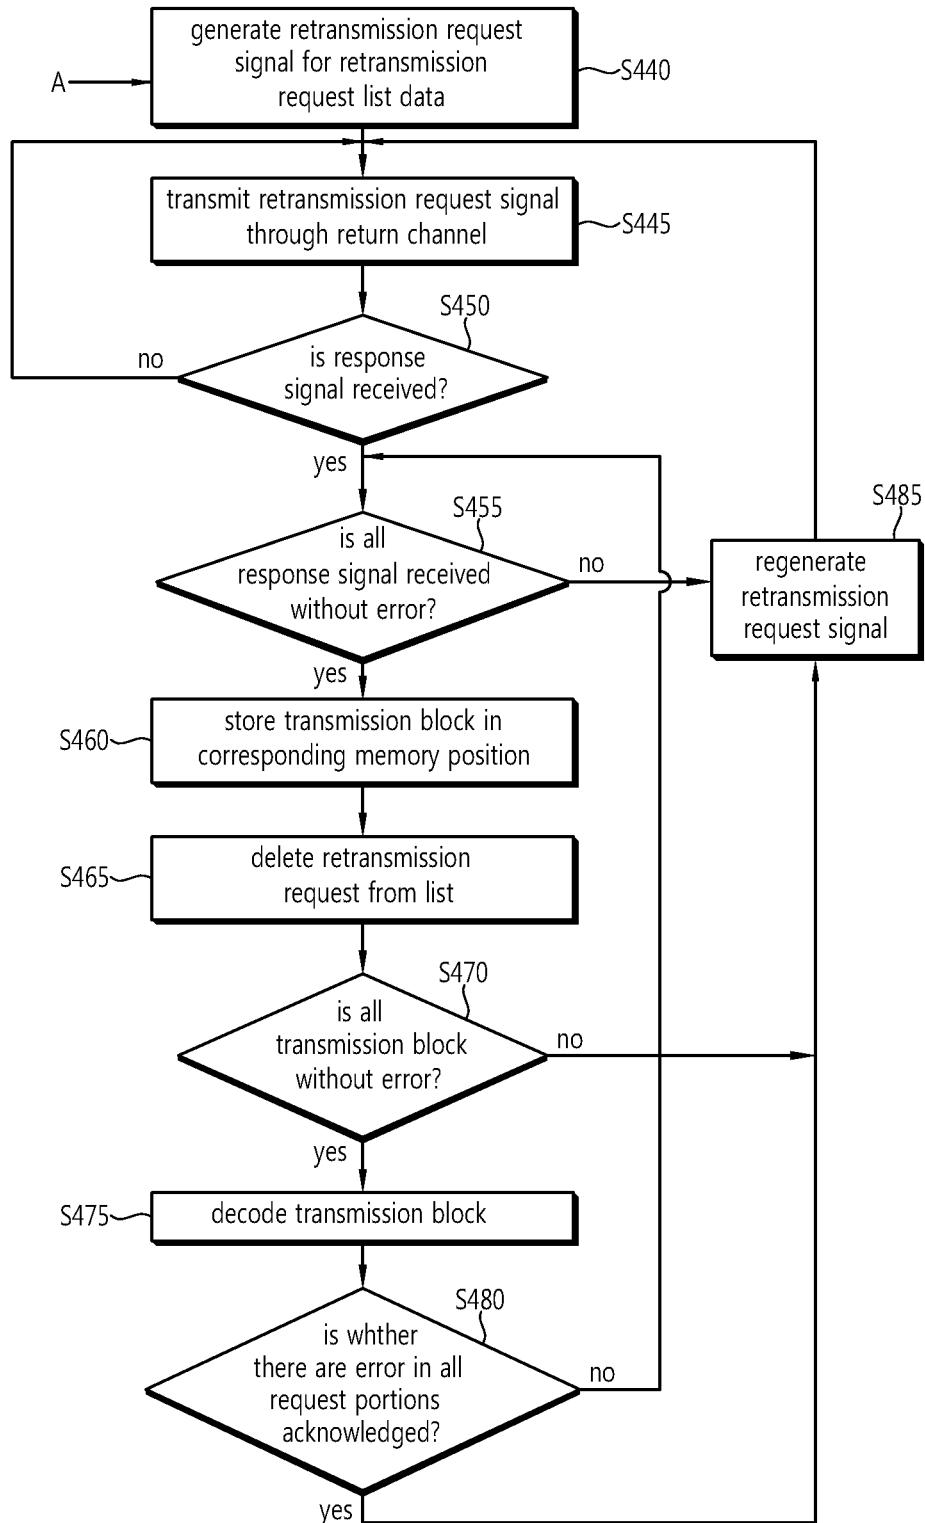 generate retransmission request
signal for retransmission
request list data
A
S440
transmit retransmission request signal
through return channel
S445
S450
is response
signal received?
no
yes
S455
is all
response signal received
without error?
no
S485
regenerate
retransmission
request signal
yes
store transmission block in
corresponding memory position
S460
delete retransmission
request from list
S465
S470
is all
transmission block
without error?
no
yes
decode transmission block
S475
S480
is whther
there are error in all
request portions
acknowledged?
no
yes